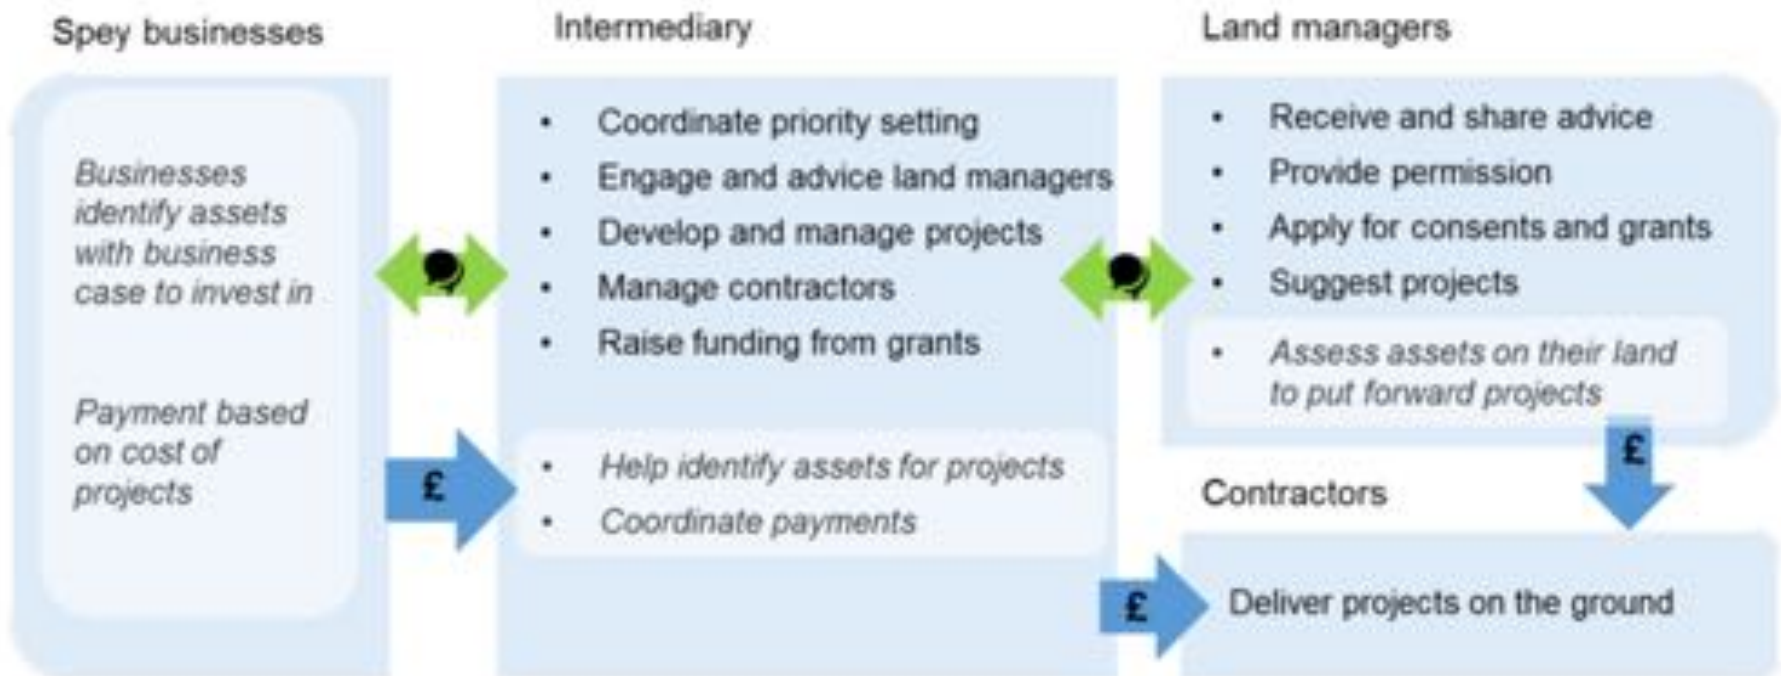 Spey businesses
Businesses
identify assets
with business
case to invest in
Payment based
on cost of
projects
£
Intermediary
• Coordinate priority setting
• Engage and advice land managers
• Develop and manage projects
• Manage contractors
• Raise funding from grants
• Help identify assets for projects
• Coordinate payments
£
Land managers
• Receive and share advice
• Provide permission
• Apply for consents and grants
• Suggest projects
• Assess assets on their land
to put forward projects
£
Contractors
Deliver projects on the ground